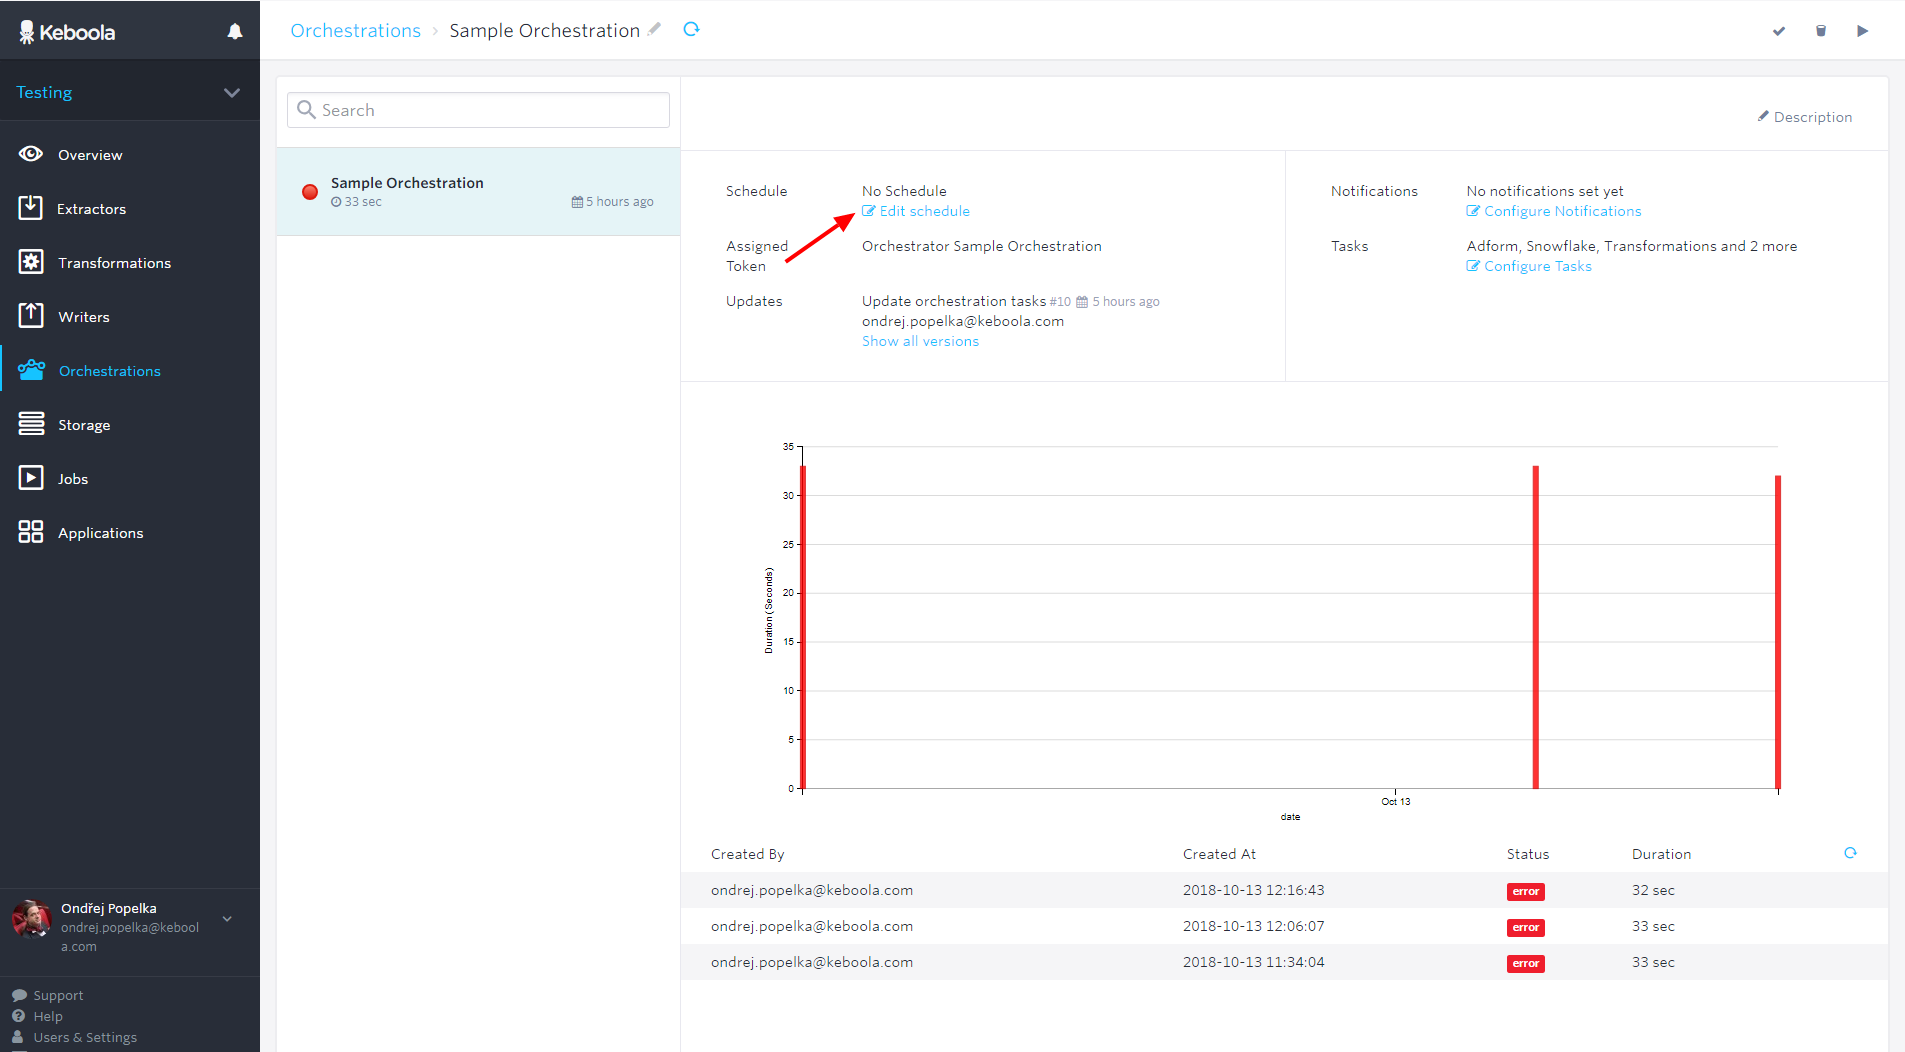 Keboola
Orchestrations › Sample Orchestration
Testing
Overview
Extractors
Transformations
Writers
Orchestrations
Storage
Jobs
Applications
Ondřej Popelka
ondrej.popelka@kebool
a.com
Support
Help
Users & Settings
Search
Sample Orchestration
33 sec 5 hours ago
Description
Schedule No Schedule
Edit schedule
Assigned Orchestrator Sample Orchestration
Token
Updates Update orchestration tasks #10 5 hours ago
ondrej.popelka@keboola.com
Show all versions
Notifications No notifications set yet
Configure Notifications
Tasks Adform, Snowflake, Transformations and 2 more
Configure Tasks
35
30
25
20
15
10
5
0
Duration (Seconds)
Oct 13
date
Created By Created At Status Duration
ondrej.popelka@keboola.com 2018-10-13 12:16:43 error 32 sec
ondrej.popelka@keboola.com 2018-10-13 12:06:07 error 33 sec
ondrej.popelka@keboola.com 2018-10-13 11:34:04 error 33 sec